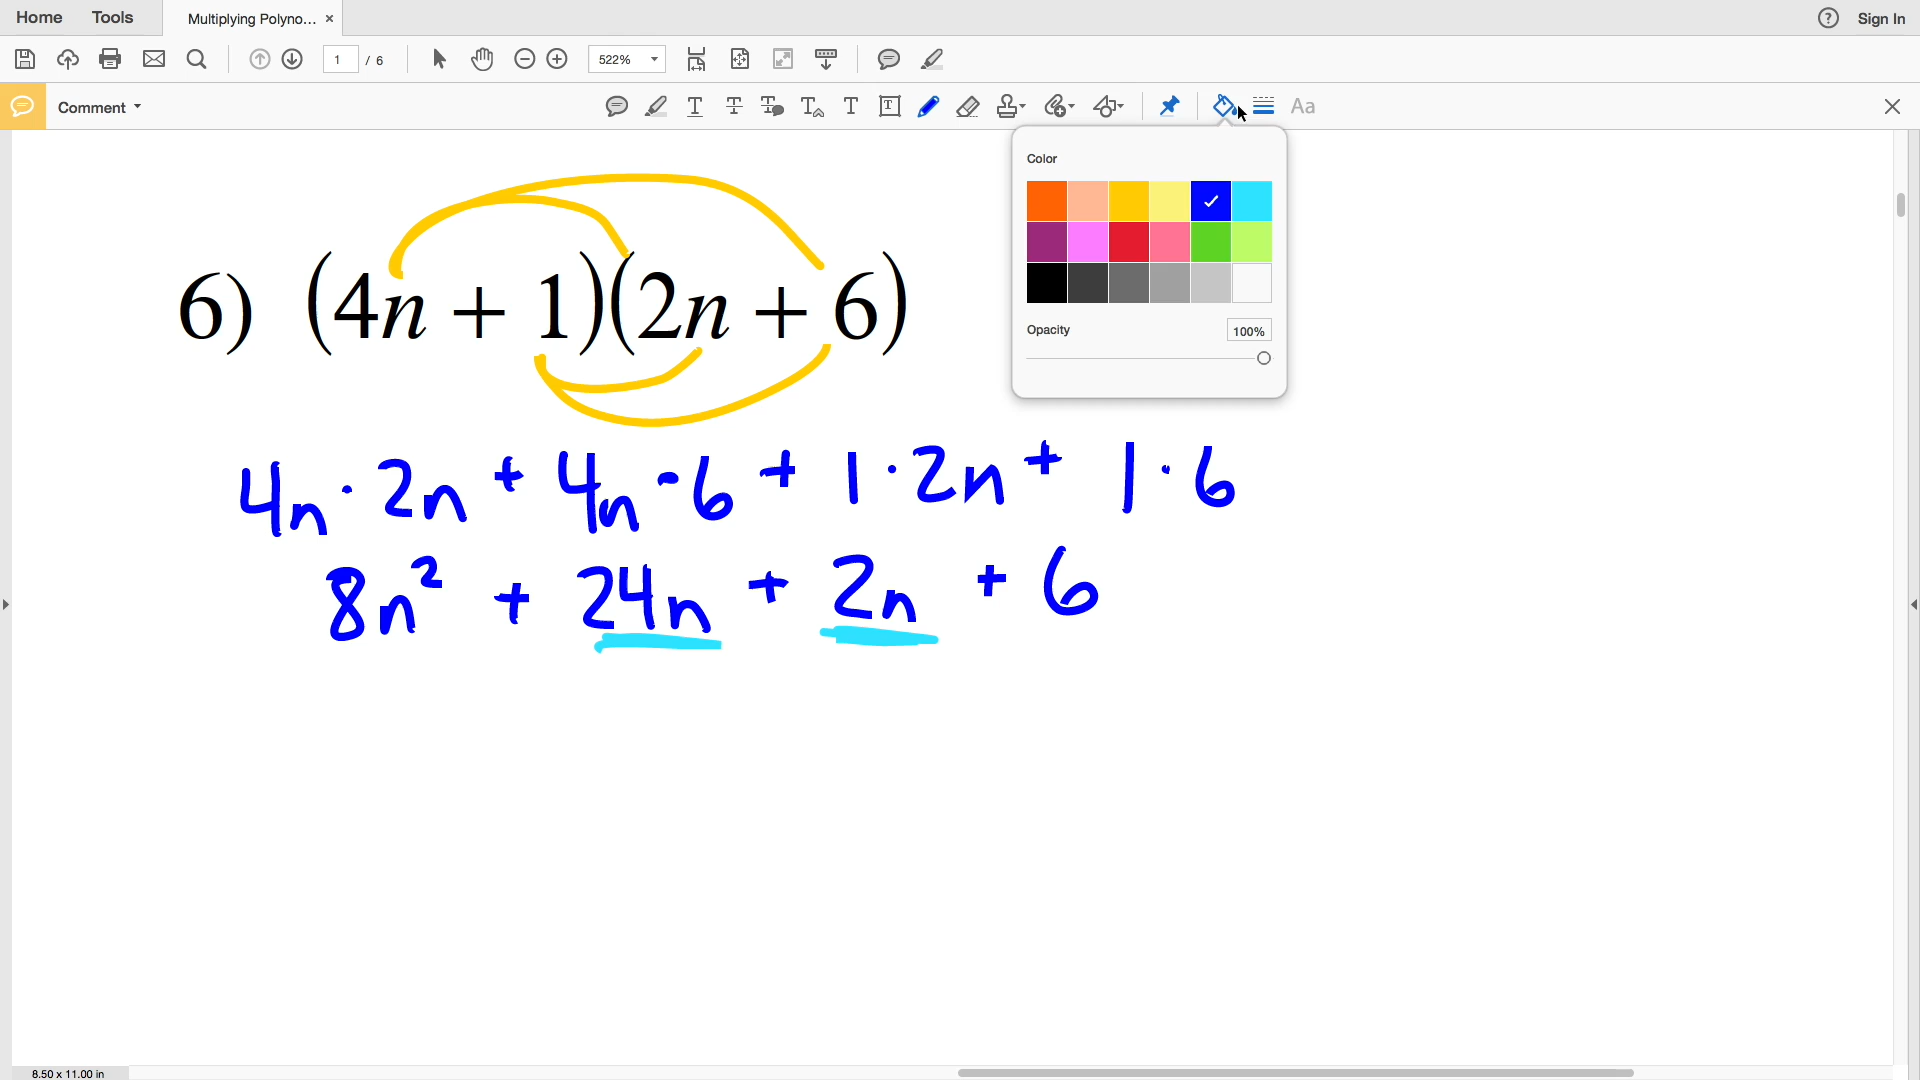 Home Tools Multiplying Polyno... × ? Sign In
1 / 6 522%
Comment Aa
Color
Opacity 100%
6) (4n + 1)(2n + 6)
4n · 2n + 4n · 6 + 1 · 2n + 1 · 6
8n² + 24n + 2n + 6
8.50 x 11.00 in